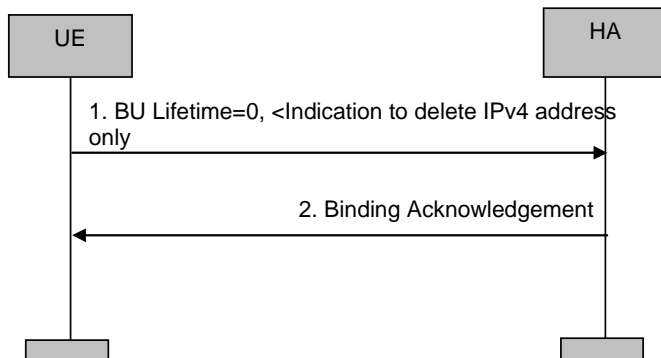 UE
HA
1. BU Lifetime=0, <Indication to delete IPv4 address
only
2. Binding Acknowledgement